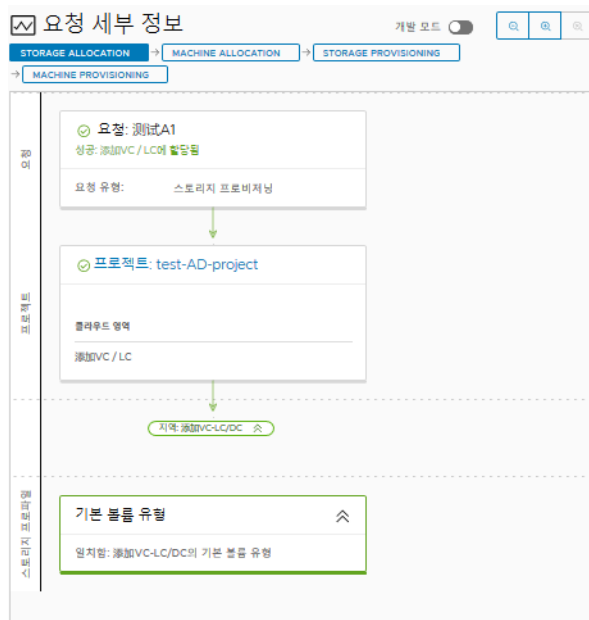 요청 세부 정보
개발 모드
STORAGE ALLOCATION → MACHINE ALLOCATION → STORAGE PROVISIONING
→ MACHINE PROVISIONING
요청
요청: 测试A1
성공: 添加VC / LC에 할당됨
요청 유형: 스토리지 프로비저닝
프로젝트
프로젝트: test-AD-project
클라우드 영역
添加VC / LC
지역: 添加VC-LC/DC
스토리지 프로파일
기본 볼륨 유형
일치함: 添加VC-LC/DC의 기본 볼륨 유형